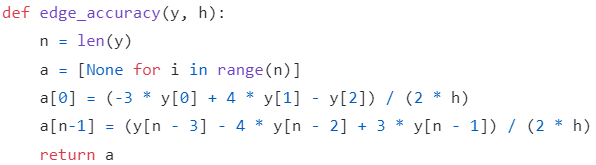 def edge_accuracy(y, h):
    n = len(y)
    a = [None for i in range(n)]
    a[0] = (-3 * y[0] + 4 * y[1] - y[2]) / (2 * h)
    a[n-1] = (y[n - 3] - 4 * y[n - 2] + 3 * y[n - 1]) / (2 * h)
    return a